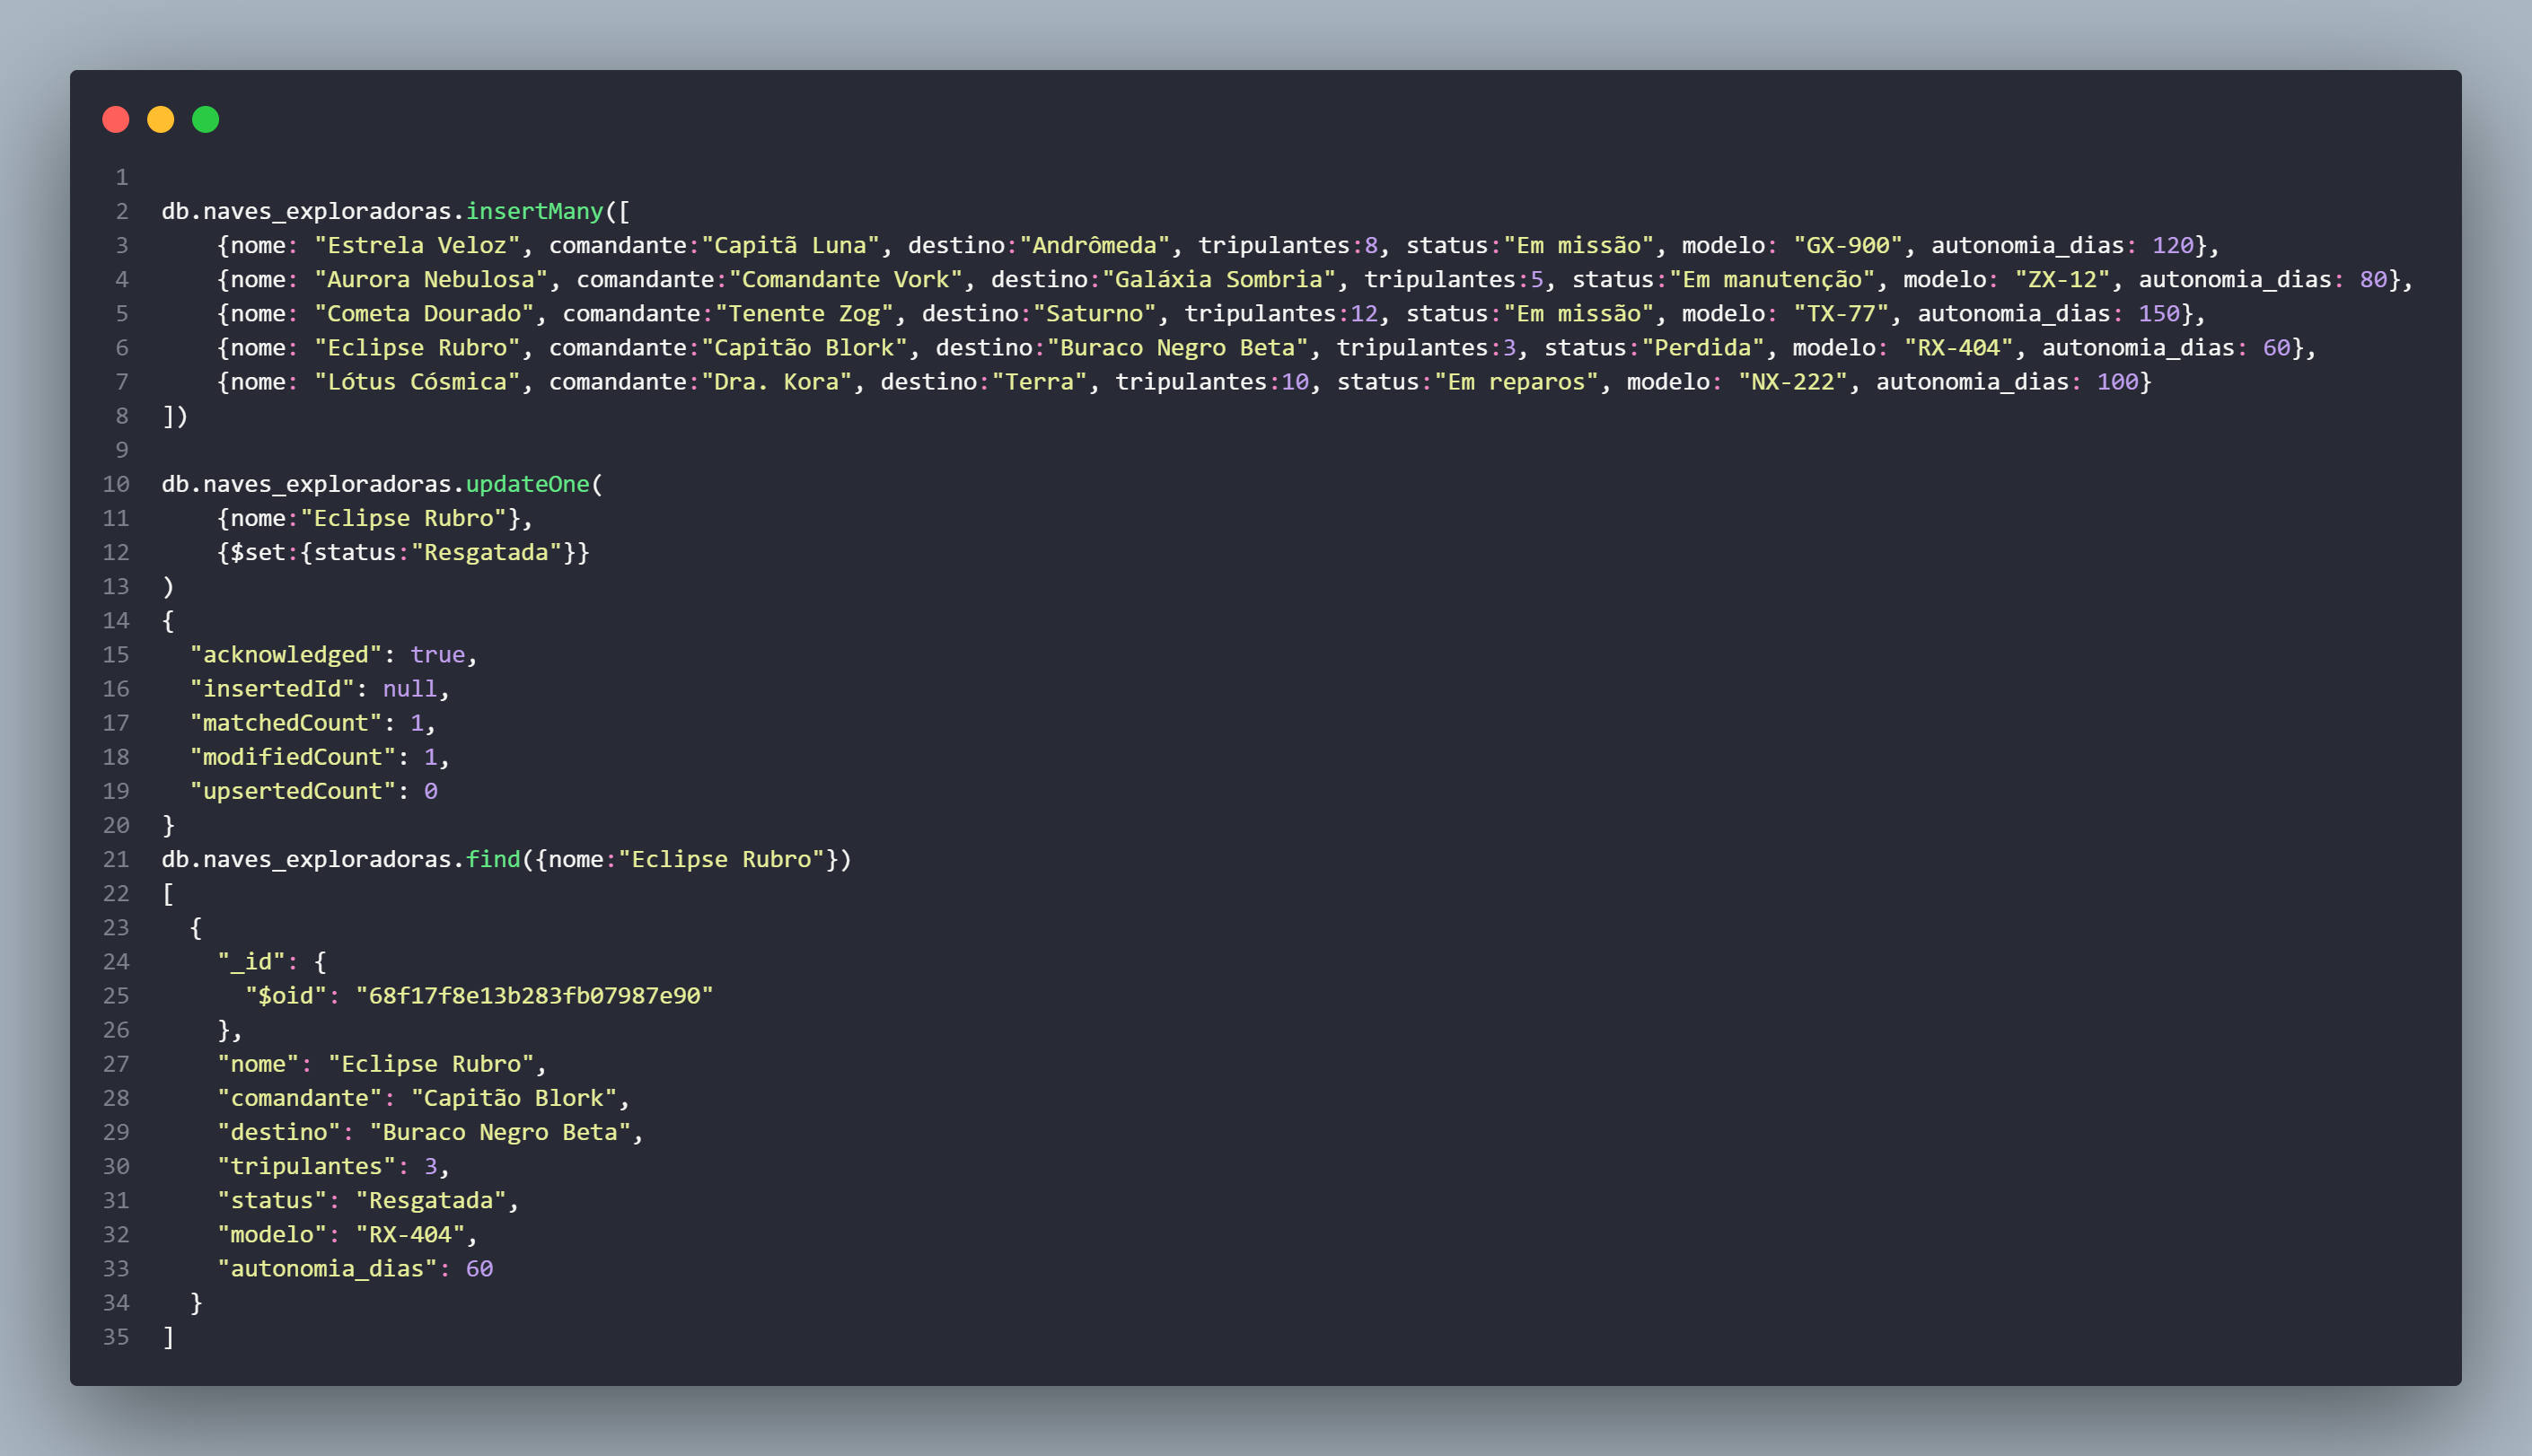 1
2 db.naves_exploradoras.insertMany([
3     {nome: "Estrela Veloz", comandante:"Capitã Luna", destino:"Andrômeda", tripulantes:8, status:"Em missão", modelo: "GX-900", autonomia_dias: 120},
4     {nome: "Aurora Nebulosa", comandante:"Comandante Vork", destino:"Galáxia Sombria", tripulantes:5, status:"Em manutenção", modelo: "ZX-12", autonomia_dias: 80},
5     {nome: "Cometa Dourado", comandante:"Tenente Zog", destino:"Saturno", tripulantes:12, status:"Em missão", modelo: "TX-77", autonomia_dias: 150},
6     {nome: "Eclipse Rubro", comandante:"Capitão Blork", destino:"Buraco Negro Beta", tripulantes:3, status:"Perdida", modelo: "RX-404", autonomia_dias: 60},
7     {nome: "Lótus Cósmica", comandante:"Dra. Kora", destino:"Terra", tripulantes:10, status:"Em reparos", modelo: "NX-222", autonomia_dias: 100}
8 ])
9
10 db.naves_exploradoras.updateOne(
11     {nome:"Eclipse Rubro"},
12     {$set:{status:"Resgatada"}}
13 )
14 {
15   "acknowledged": true,
16   "insertedId": null,
17   "matchedCount": 1,
18   "modifiedCount": 1,
19   "upsertedCount": 0
20 }
21 db.naves_exploradoras.find({nome:"Eclipse Rubro"})
22 [
23   {
24     "_id": {
25       "$oid": "68f17f8e13b283fb07987e90"
26     },
27     "nome": "Eclipse Rubro",
28     "comandante": "Capitão Blork",
29     "destino": "Buraco Negro Beta",
30     "tripulantes": 3,
31     "status": "Resgatada",
32     "modelo": "RX-404",
33     "autonomia_dias": 60
34   }
35 ]